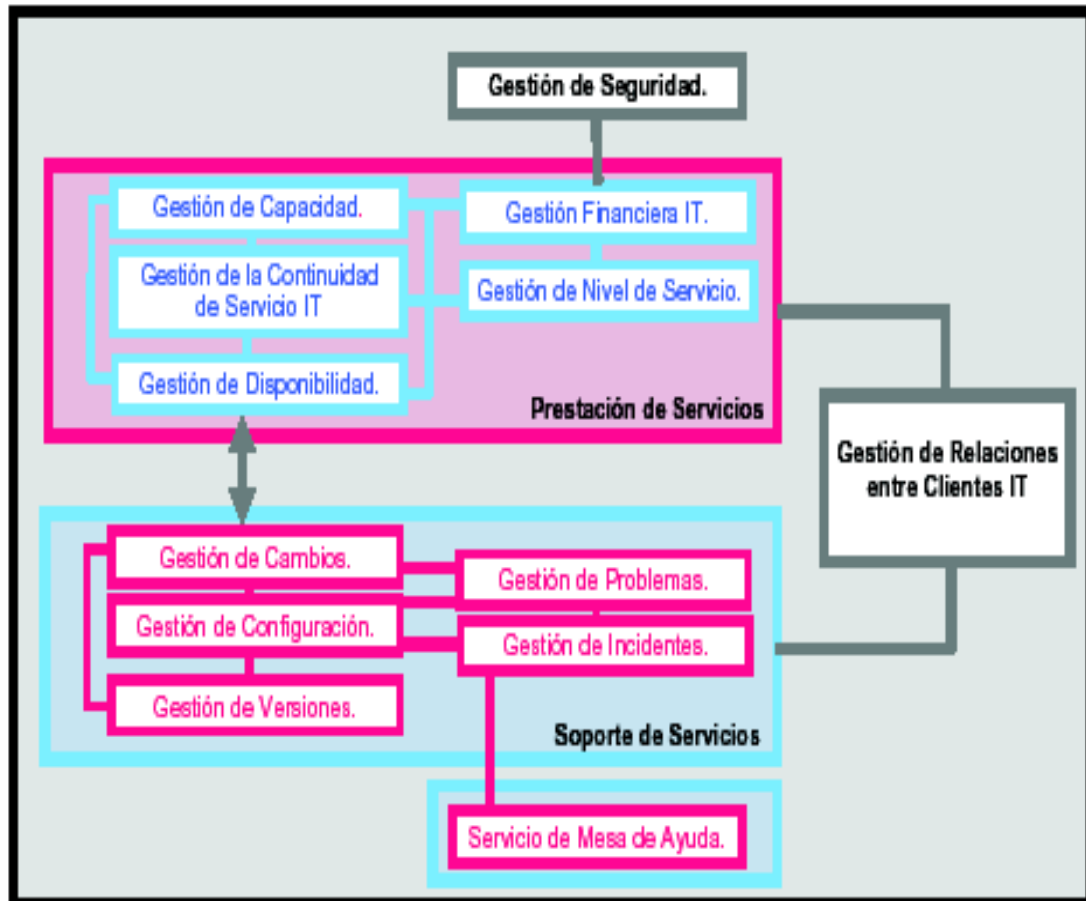 Gestión de Seguridad.
Gestión de Capacidad.
Gestión Financiera IT.
Gestión de la Continuidad
de Servicio IT
Gestión de Nivel de Servicio.
Gestión de Disponibilidad.
Prestación de Servicios
Gestión de Relaciones
entre Clientes IT
Gestión de Cambios.
Gestión de Problemas.
Gestión de Configuración.
Gestión de Incidentes.
Gestión de Versiones.
Soporte de Servicios
Servicio de Mesa de Ayuda.